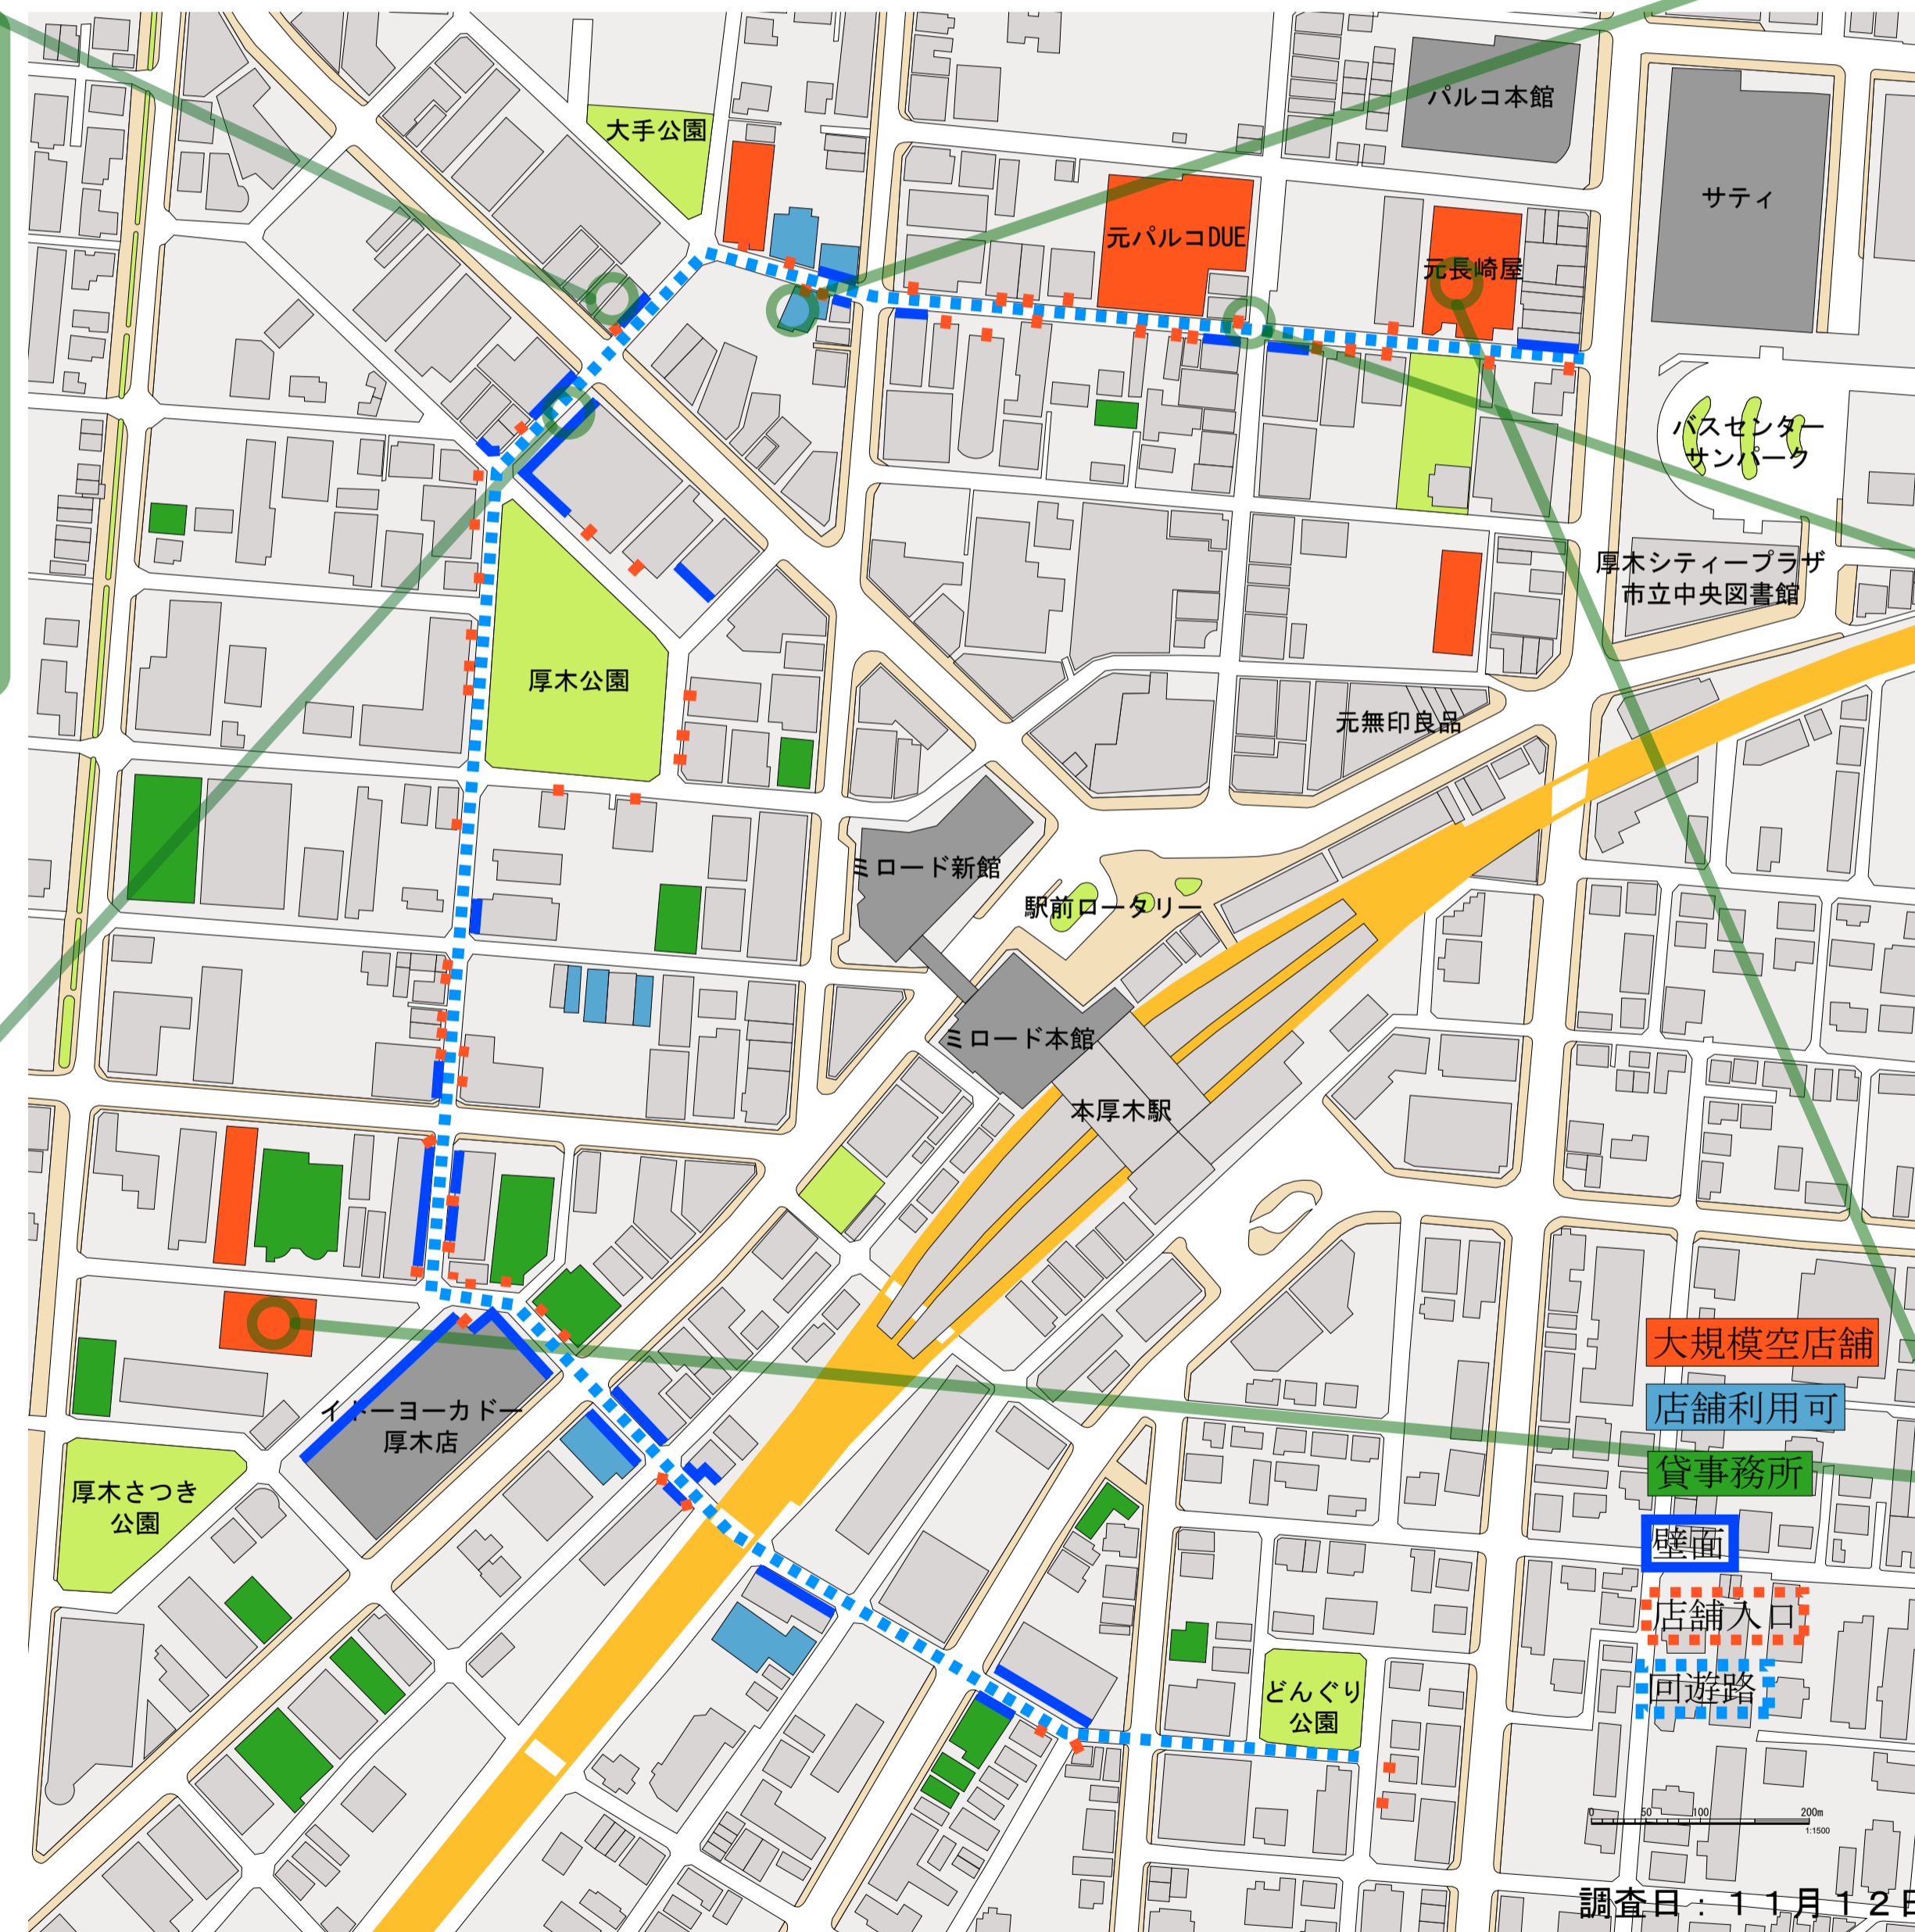 パルコ本館
大手公園
サティ
元パルコDUE
元長崎屋
バスセンター
サンパーク
厚木シティープラザ
市立中央図書館
厚木公園
元無印良品
ミロード新館
駅前ロータリー
ミロード本館
本厚木駅
大規模空店舗
イトーヨーカドー
厚木店
店舗利用可
貸事務所
厚木さつき
公園
壁面
店舗入口
回遊路
どんぐり
公園
0 50 100 200m
1:1500
調査日：１１月１２日